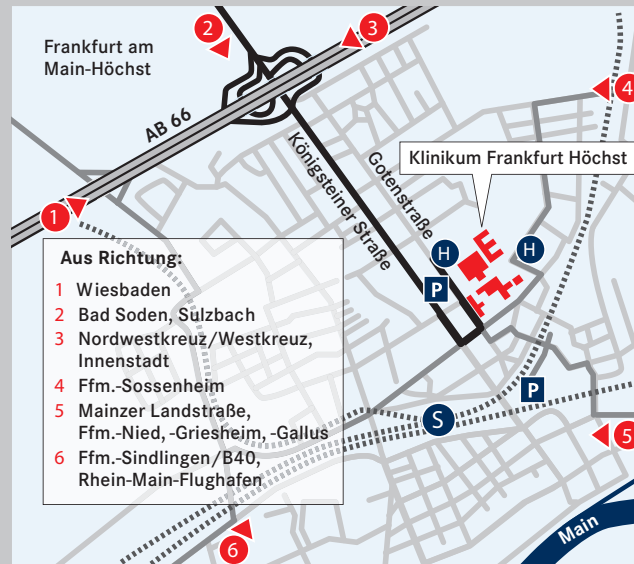 Frankfurt am
Main-Höchst
2
3
4
AB 66
Königsteiner Straße
Gotenstraße
Klinikum Frankfurt Höchst
1
H
H
P
Aus Richtung:
1 Wiesbaden
2 Bad Soden, Sulzbach
3 Nordwestkreuz/Westkreuz,
Innenstadt
4 Ffm.-Sossenheim
5 Mainzer Landstraße,
Ffm.-Nied, -Griesheim, -Gallus
6 Ffm.-Sindlingen/B40,
Rhein-Main-Flughafen
P
S
5
6
Main